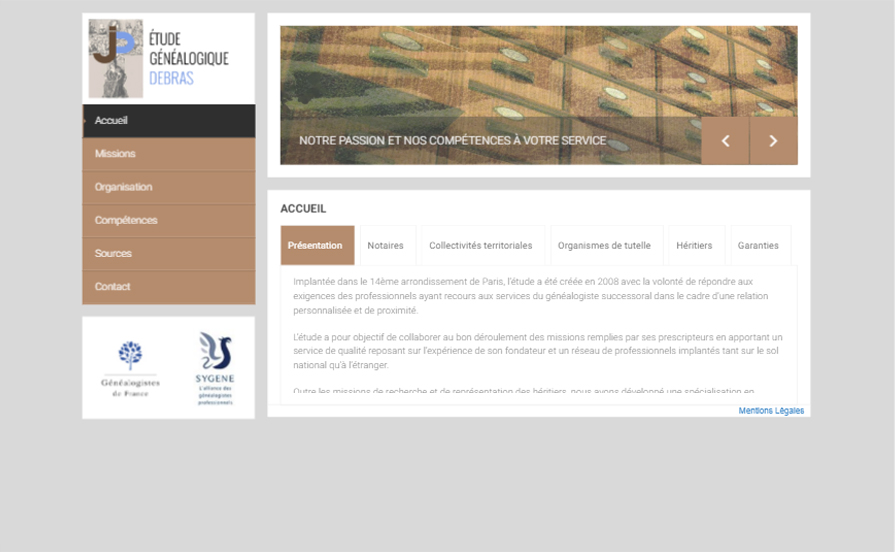 ÉTUDE
GÉNÉALOGIQUE
DEBRAS
Accueil
Missions
Organisation
Compétences
Sources
Contact
Généalogistes
de France
SYGENE
L'alliance des
généalogistes
professionnels
NOTRE PASSION ET NOS COMPÉTENCES À VOTRE SERVICE
ACCUEIL
Présentation Notaires Collectivités territoriales Organismes de tutelle Héritiers Garanties
Implantée dans le 14ème arrondissement de Paris, l'étude a été créée en 2008 avec la volonté de répondre aux
exigences des professionnels ayant recours aux services du généalogiste successoral dans le cadre d'une relation
personnalisée et de proximité.
L'étude a pour objectif de collaborer au bon déroulement des missions remplies par ses prescripteurs en apportant un
service de qualité reposant sur l'expérience de son fondateur et un réseau de professionnels implantés tant sur le sol
national qu'à l'étranger.
Outre les missions de recherche et de représentation des héritiers, nous avons développé une spécialisation en
Mentions Légales